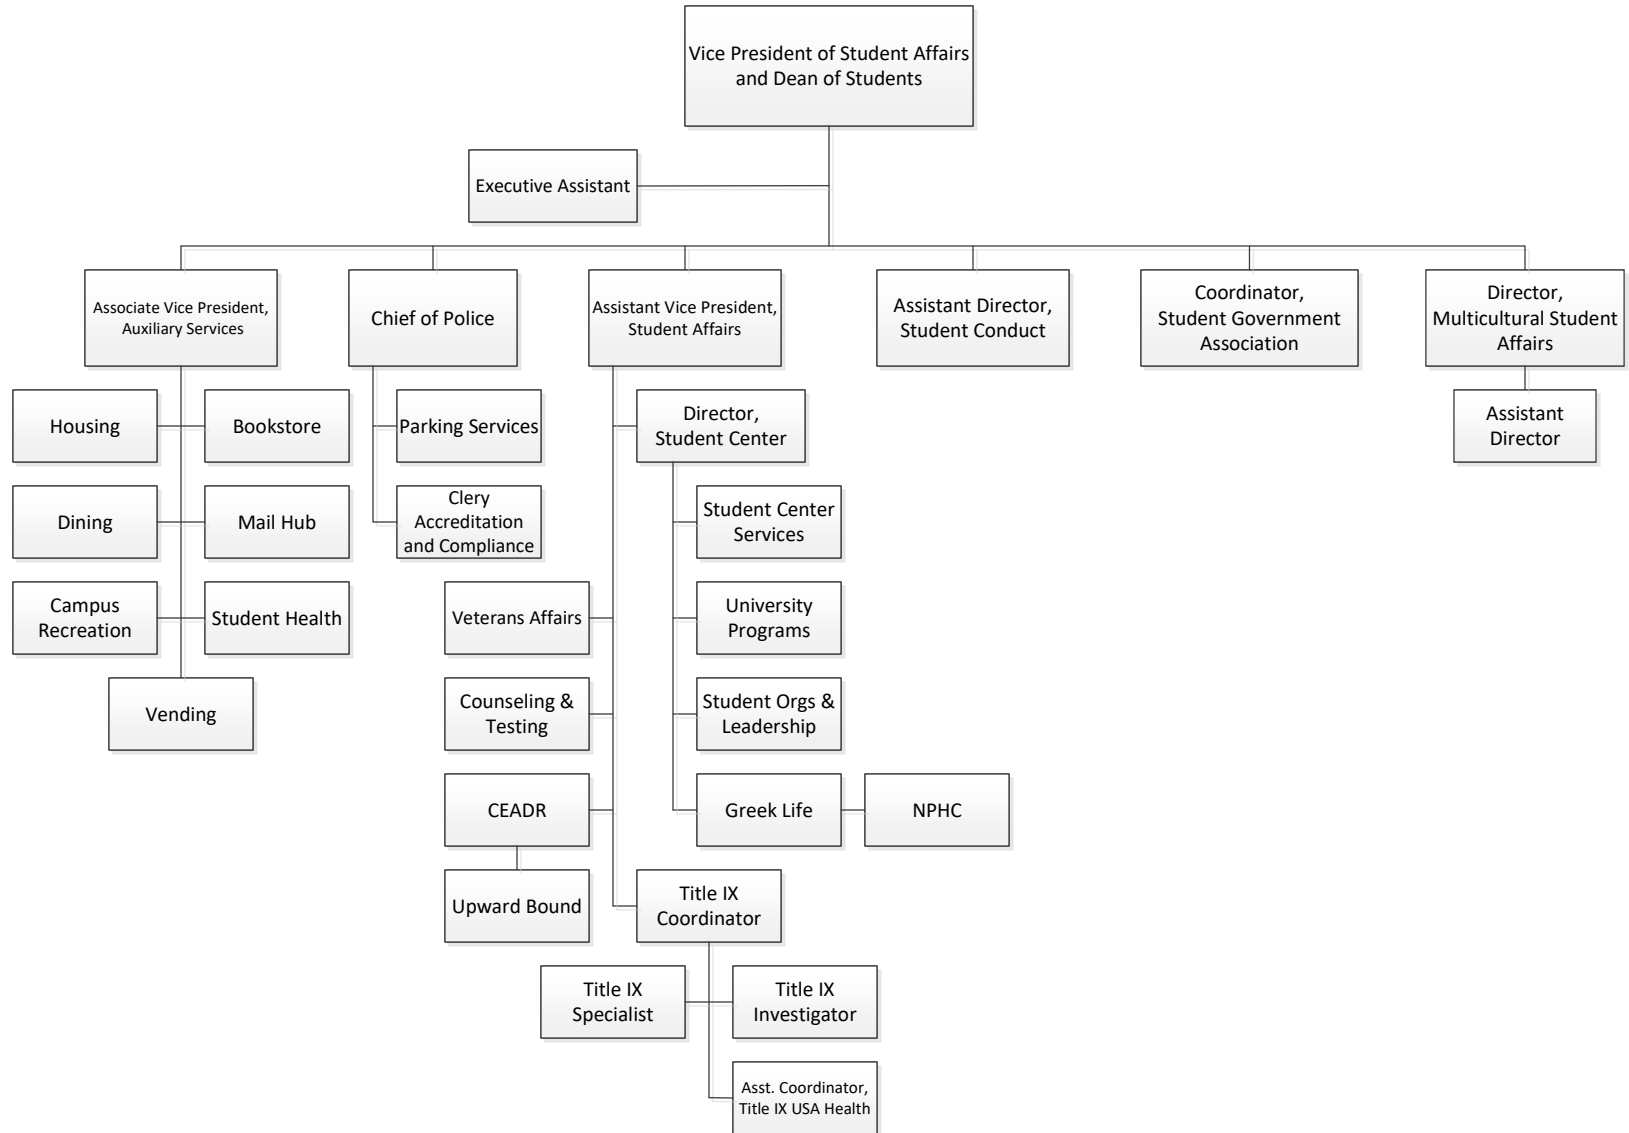 Vice President of Student Affairs
and Dean of Students
Executive Assistant
Associate Vice President,
Auxiliary Services
Chief of Police
Assistant Vice President,
Student Affairs
Assistant Director,
Student Conduct
Coordinator,
Student Government
Association
Director,
Multicultural Student
Affairs
Housing
Bookstore
Parking Services
Director,
Student Center
Assistant
Director
Dining
Mail Hub
Clery
Accreditation
and Compliance
Student Center
Services
Campus
Recreation
Student Health
Veterans Affairs
University
Programs
Vending
Counseling &
Testing
Student Orgs &
Leadership
CEADR
Greek Life
NPHC
Upward Bound
Title IX
Coordinator
Title IX
Specialist
Title IX
Investigator
Asst. Coordinator,
Title IX USA Health